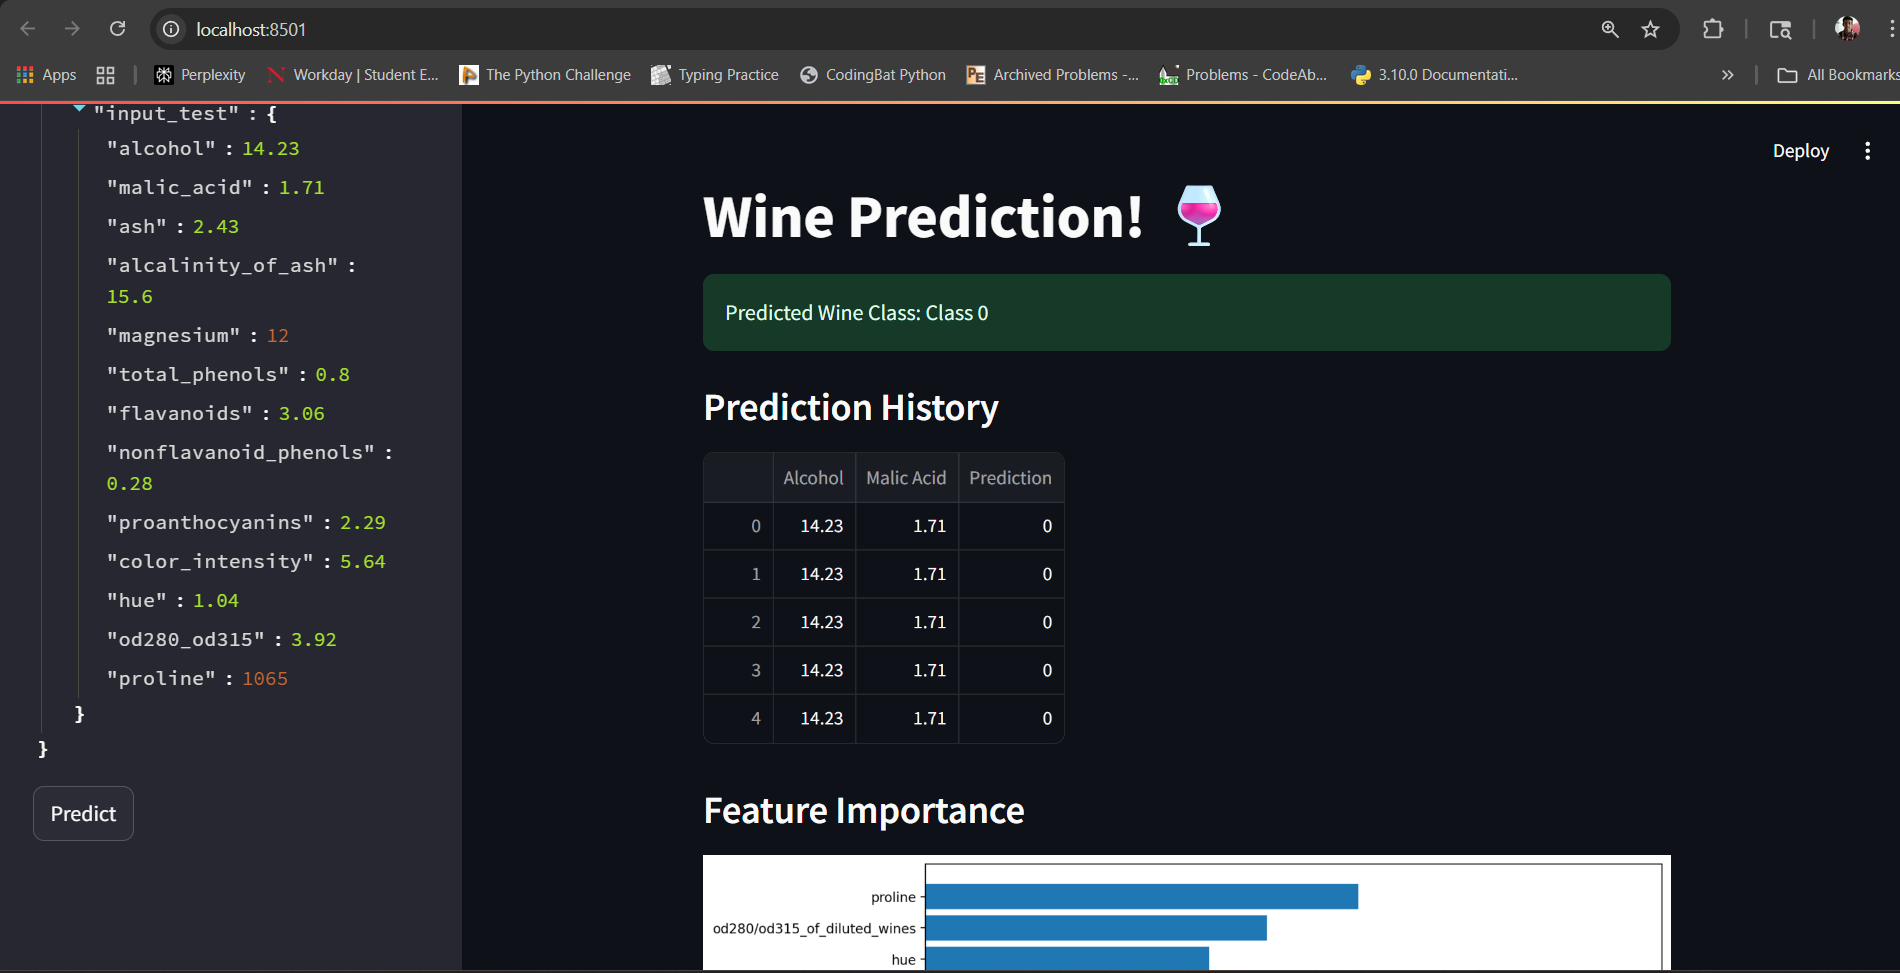 localhost:8501
Apps
Perplexity
Workday | Student E...
The Python Challenge
Typing Practice
CodingBat Python
Archived Problems -...
Problems - CodeAb...
3.10.0 Documentati...
»
All Bookmarks
"input_test" : {
"alcohol" : 14.23
"malic_acid" : 1.71
"ash" : 2.43
"alcalinity_of_ash" :
15.6
"magnesium" : 12
"total_phenols" : 0.8
"flavanoids" : 3.06
"nonflavanoid_phenols" :
0.28
"proanthocyanins" : 2.29
"color_intensity" : 5.64
"hue" : 1.04
"od280_od315" : 3.92
"proline" : 1065
}
}
Predict
Deploy
Wine Prediction!
Predicted Wine Class: Class 0
Prediction History
Alcohol Malic Acid Prediction
0 14.23 1.71 0
1 14.23 1.71 0
2 14.23 1.71 0
3 14.23 1.71 0
4 14.23 1.71 0
Feature Importance
proline
od280/od315_of_diluted_wines
hue